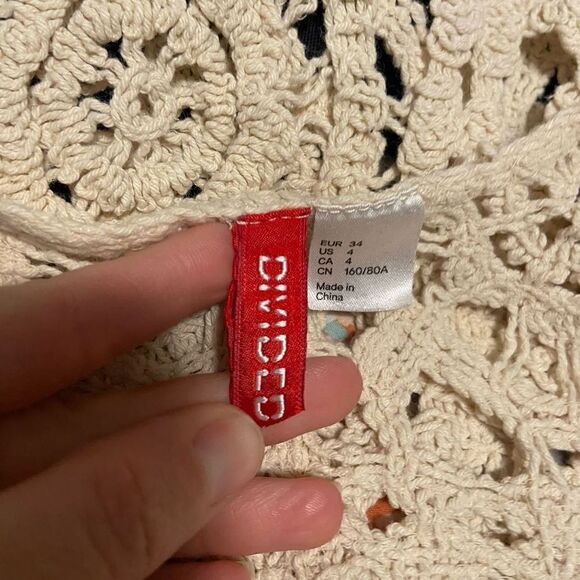 DIVIDED
EUR 34
US 4
CA 4
CN 160/80A
Made in
China